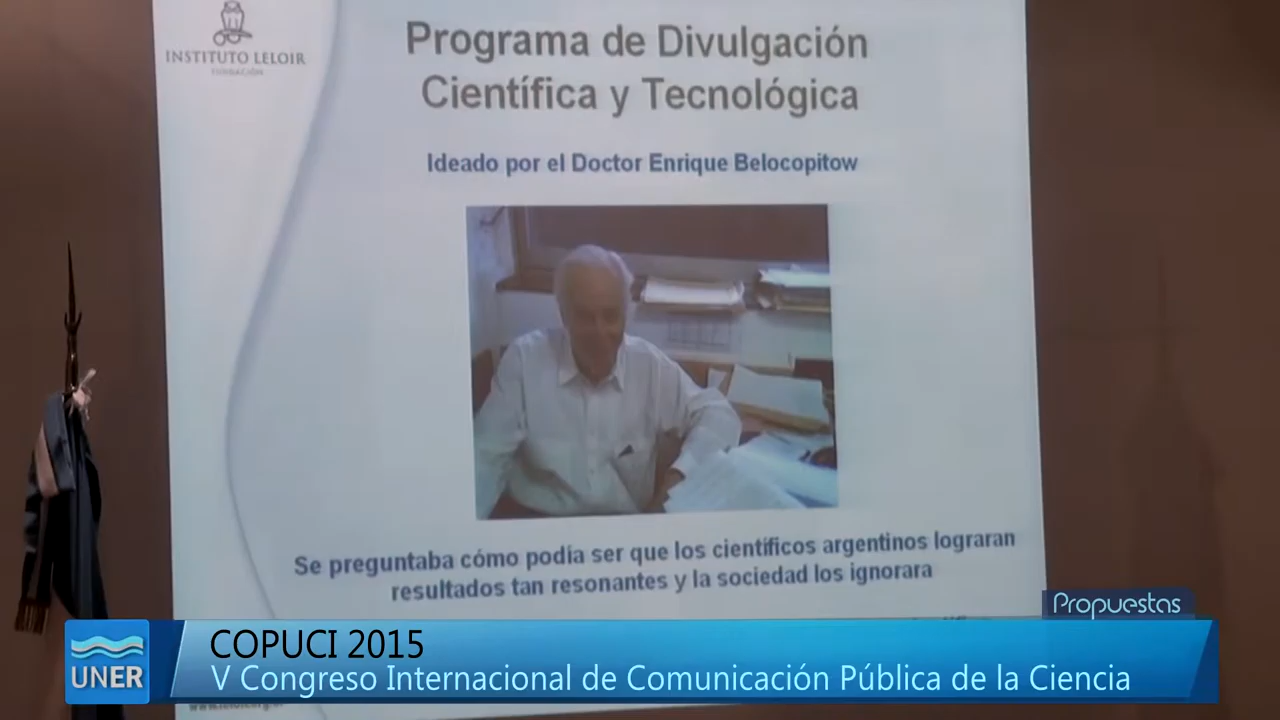 INSTITUTO LELOIR
FUNDACIÓN
Programa de Divulgación
Científica y Tecnológica
Ideado por el Doctor Enrique Belocopitow
Se preguntaba cómo podía ser que los científicos argentinos lograran
resultados tan resonantes y la sociedad los ignorara
Propuestas
UNER
COPUCI 2015
V Congreso Internacional de Comunicación Pública de la Ciencia